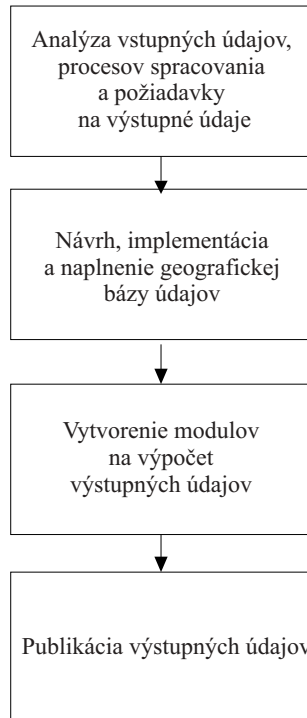 Analýza vstupných údajov,
procesov spracovania
a požiadavky
na výstupné údaje
Návrh, implementácia
a naplnenie geografickej
bázy údajov
Vytvorenie modulov
na výpočet
výstupných údajov
Publikácia výstupných údajov